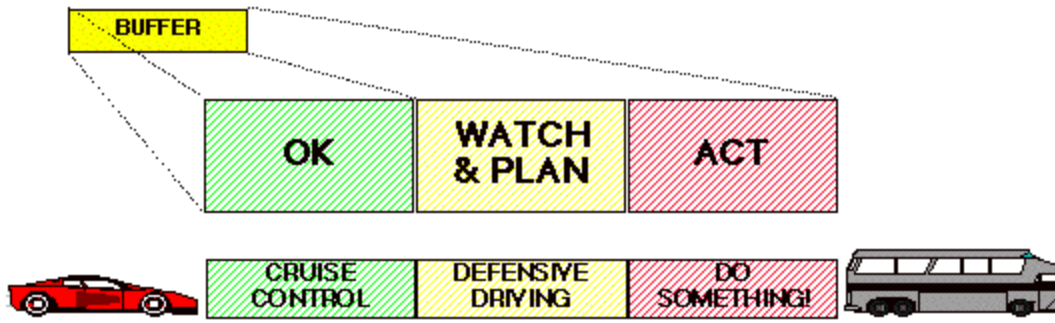 BUFFER
OK
WATCH
& PLAN
ACT
CRUISE
CONTROL
DEFENSIVE
DRIVING
DO
SOMETHING!